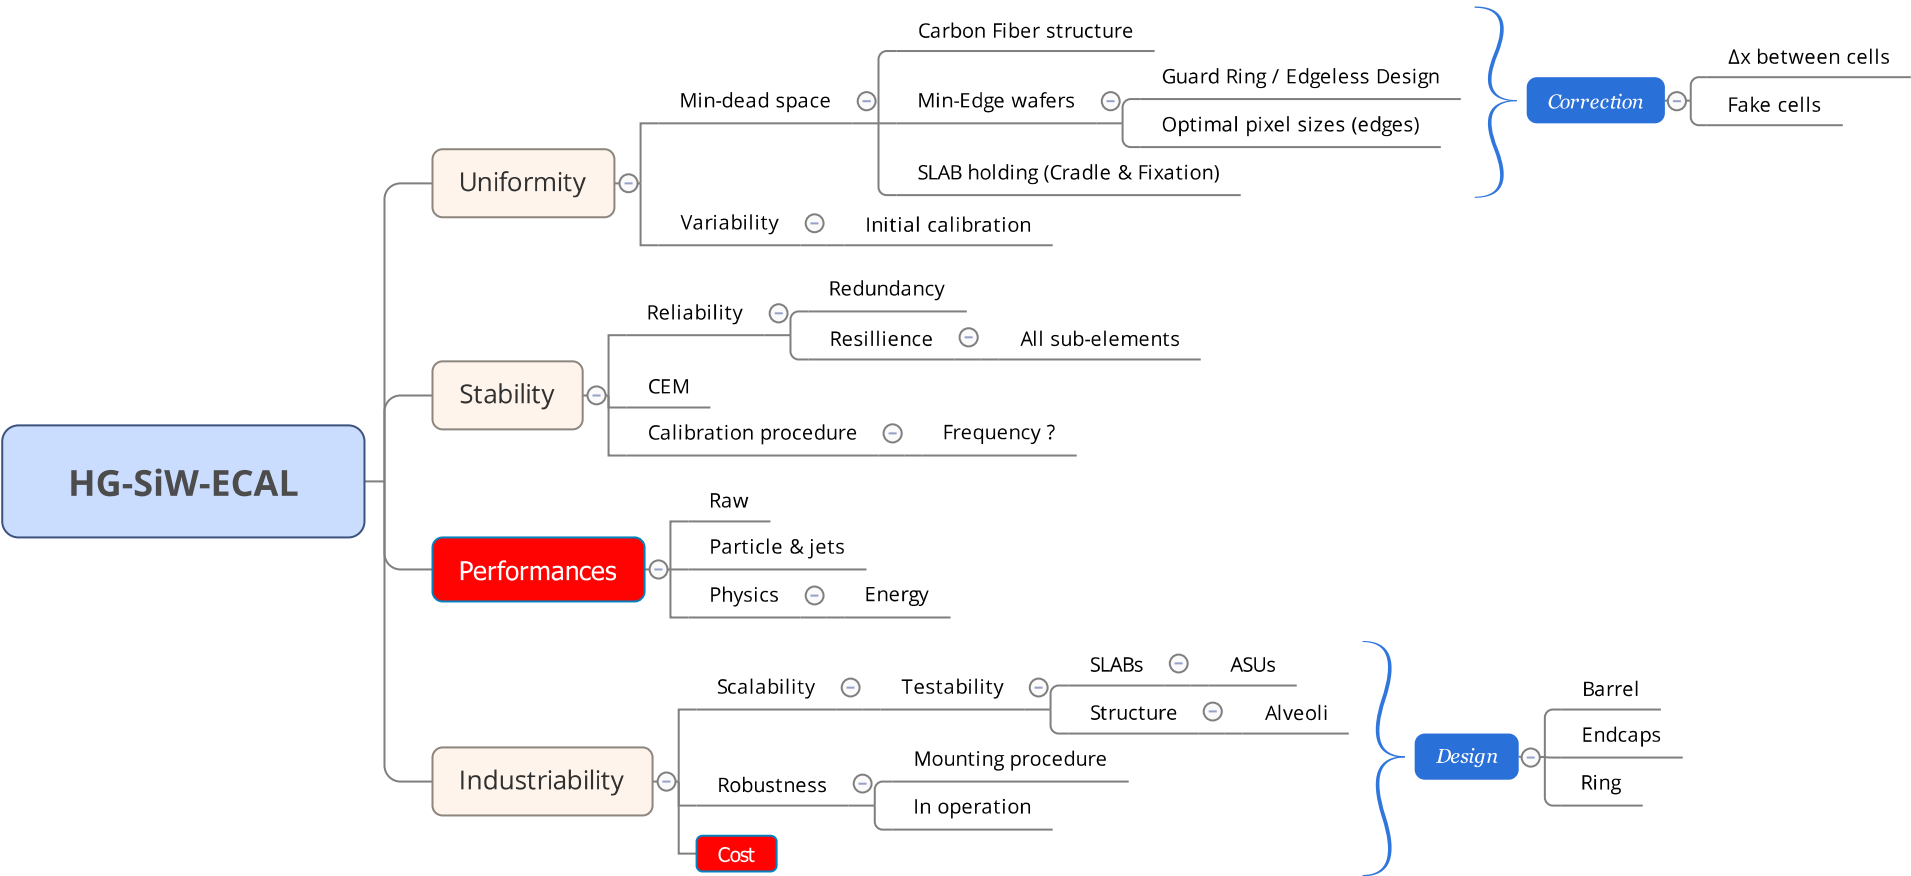 HG-SiW-ECAL
Uniformity
Min-dead space
Carbon Fiber structure
Min-Edge wafers
Guard Ring / Edgeless Design
Optimal pixel sizes (edges)
SLAB holding (Cradle & Fixation)
Correction
Δx between cells
Fake cells
Variability
Initial calibration
Stability
Reliability
Redundancy
Resillience
All sub-elements
CEM
Calibration procedure
Frequency ?
Performances
Raw
Particle & jets
Physics
Energy
Industriability
Scalability
Testability
SLABs
ASUs
Structure
Alveoli
Robustness
Mounting procedure
In operation
Cost
Design
Barrel
Endcaps
Ring